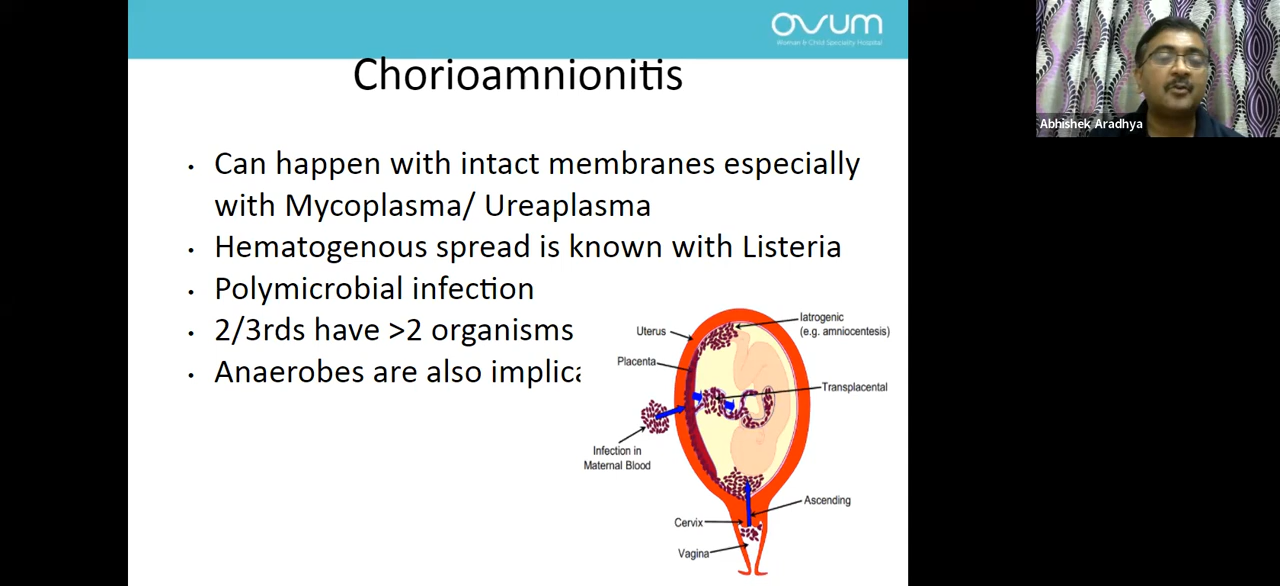 OVUM
Woman & Child Speciality Hospital
Abhishek Aradhya
Chorioamnionitis
• Can happen with intact membranes especially
with Mycoplasma/ Ureaplasma
• Hematogenous spread is known with Listeria
• Polymicrobial infection
• 2/3rds have >2 organisms
• Anaerobes are also implica
Uterus
Iatrogenic
(e.g. amniocentesis)
Placenta
Transplacental
Infection in
Maternal Blood
Ascending
Cervix
Vagina